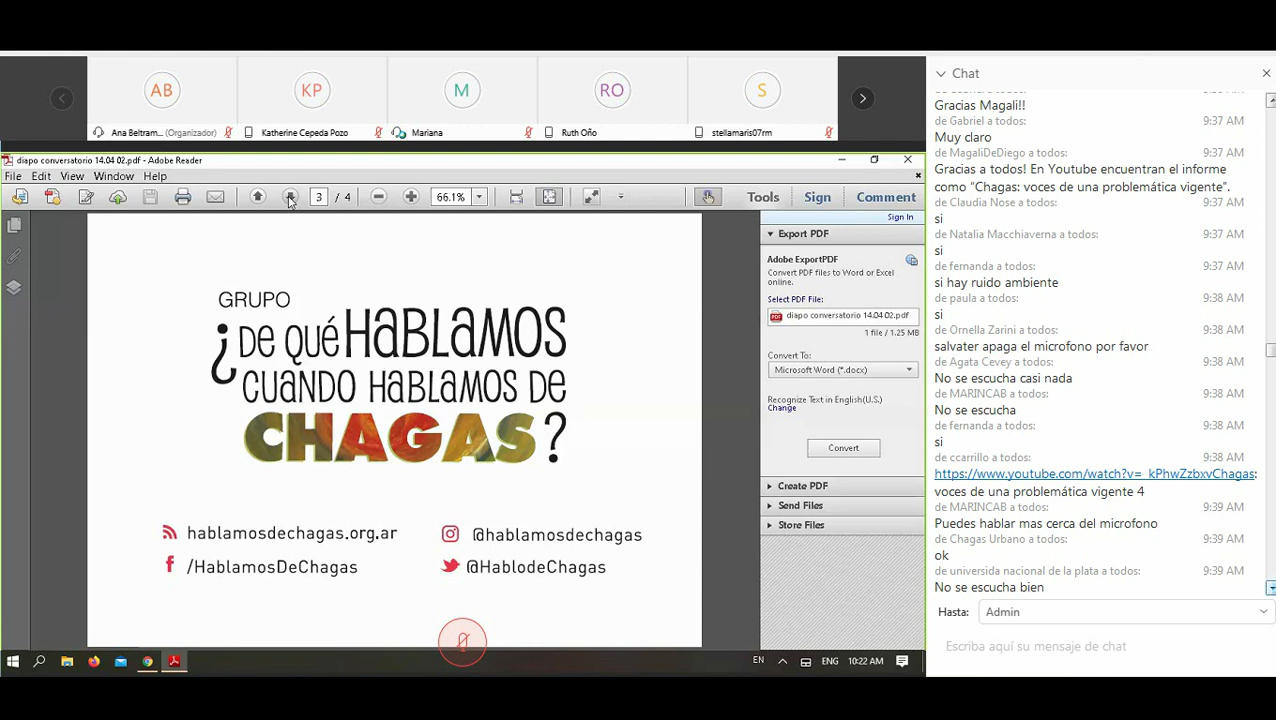 AB
KP
M
RO
S
Ana Beltram... (Organizador)
Katherine Cepeda Pozo
Mariana
Ruth Oño
stellamaris07rm
diapo conversatorio 14.04 02.pdf - Adobe Reader
File Edit View Window Help
3 / 4
66.1%
Tools Sign Comment
Sign In
Export PDF
Adobe ExportPDF
Convert PDF files to Word or Excel
online.
Select PDF File:
diapo conversatorio 14.04 02.pdf
1 file / 1.25 MB
Convert To:
Microsoft Word (*.docx)
Recognize Text in English(U.S.)
Change
Convert
Create PDF
Send Files
Store Files
GRUPO
¿DE QUÉ HABLAMOS
CUANDO HABLAMOS DE
CHAGAS?
hablamosdechagas.org.ar
@hablamosdechagas
/HablamosDeChagas
@HablodeChagas
EN
ENG
10:22 AM
Chat
Gracias Magali!!
de Gabriel a todos: 9:37 AM
Muy claro
de MagaliDeDiego a todos: 9:37 AM
Gracias a todos! En Youtube encuentran el informe
como "Chagas: voces de una problemática vigente".
de Claudia Nose a todos: 9:37 AM
si
de Natalia Macchiaverna a todos: 9:37 AM
si
de fernanda a todos: 9:37 AM
si hay ruido ambiente
de paula a todos: 9:38 AM
si
de Ornella Zarini a todos: 9:38 AM
salvater apaga el microfono por favor
de Agata Cevey a todos: 9:38 AM
No se escucha casi nada
de MARINCAB a todos: 9:38 AM
No se escucha
de fernanda a todos: 9:38 AM
si
de ccarrillo a todos: 9:38 AM
https://www.youtube.com/watch?v=_kPhwZzbxvChagas:
voces de una problemática vigente 4
de MARINCAB a todos: 9:39 AM
Puedes hablar mas cerca del microfono
de Chagas Urbano a todos: 9:39 AM
ok
de universida nacional de la plata a todos: 9:39 AM
No se escucha bien
Hasta: Admin
Escriba aquí su mensaje de chat